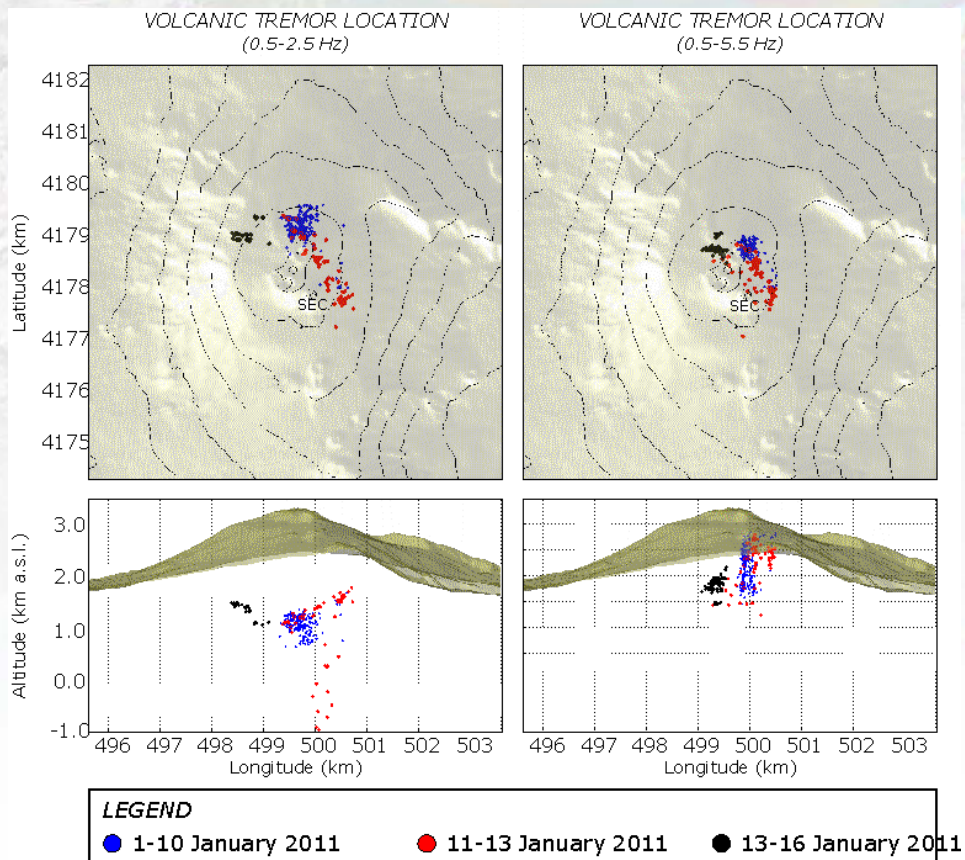 VOLCANIC TREMOR LOCATION
(0.5-2.5 Hz)
VOLCANIC TREMOR LOCATION
(0.5-5.5 Hz)
Latitude (km)
4182
4181
4180
4179
4178
4177
4176
4175
SEC
SEC
Altitude (km a.s.l.)
3.0
2.0
1.0
0.0
-1.0
496 497 498 499 500 501 502 503
Longitude (km)
496 497 498 499 500 501 502 503
Longitude (km)
LEGEND
1-10 January 2011 11-13 January 2011 13-16 January 2011